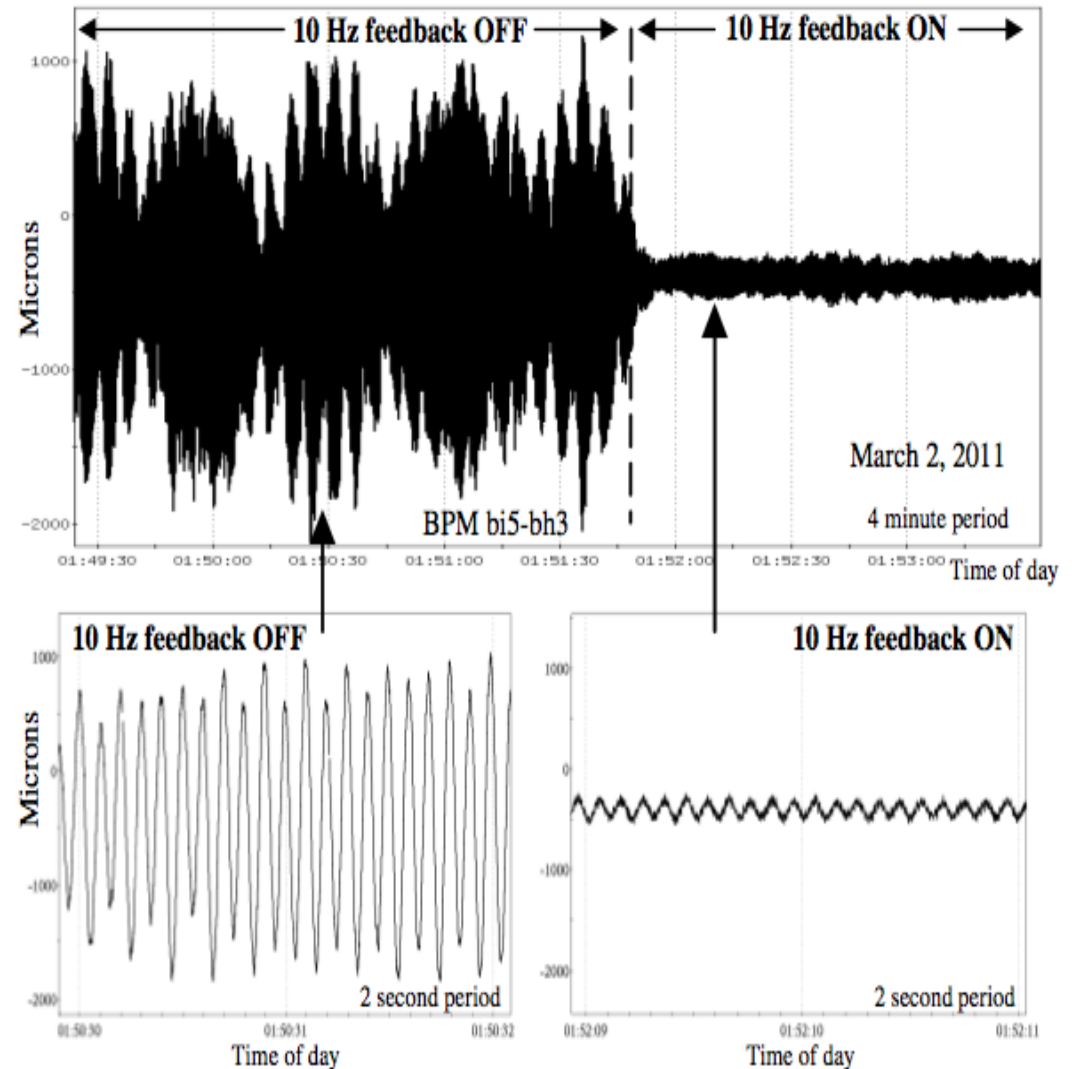 10 Hz feedback OFF 10 Hz feedback ON
1000
0
Microns
-1000
March 2, 2011
-2000
BPM bi5-bh3
4 minute period
01:49:30 01:50:00 01:50:30 01:51:00 01:51:30 01:52:00 01:52:30 01:53:00
Time of day
10 Hz feedback OFF
1000
Microns
0
-1000
-2000
2 second period
01:50:30 01:50:31 01:50:32
Time of day
10 Hz feedback ON
1000
0
-1000
-2000
2 second period
01:52:09 01:52:10 01:52:11
Time of day